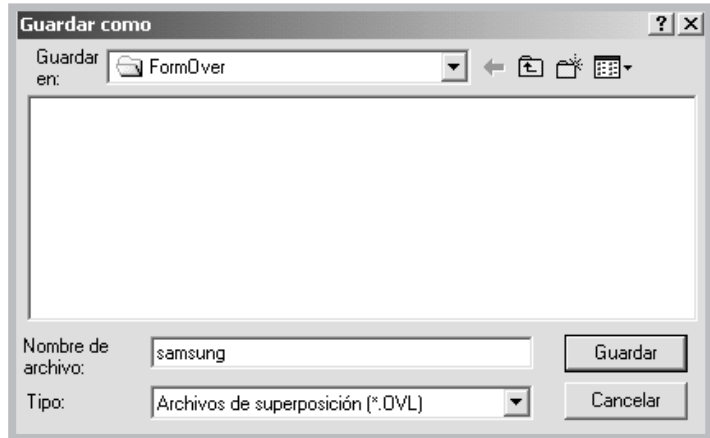 Guardar como
Guardar
en:
FormOver
Nombre de
archivo:
samsung
Guardar
Tipo:
Archivos de superposición (*.OVL)
Cancelar